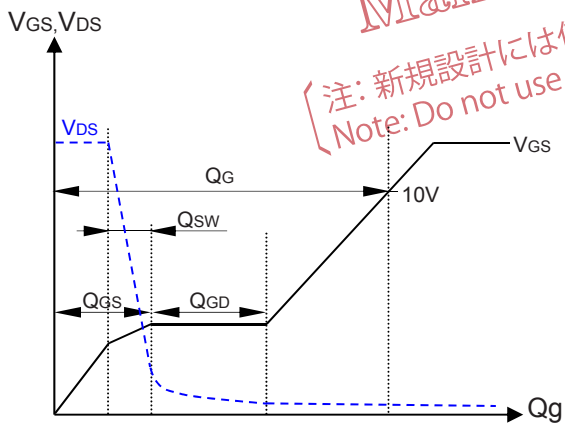 VGS,VDS
注: 新規設計には
Note: Do not use
VDS
VGS
QG
10V
QSW
QGS
QGD
Qg